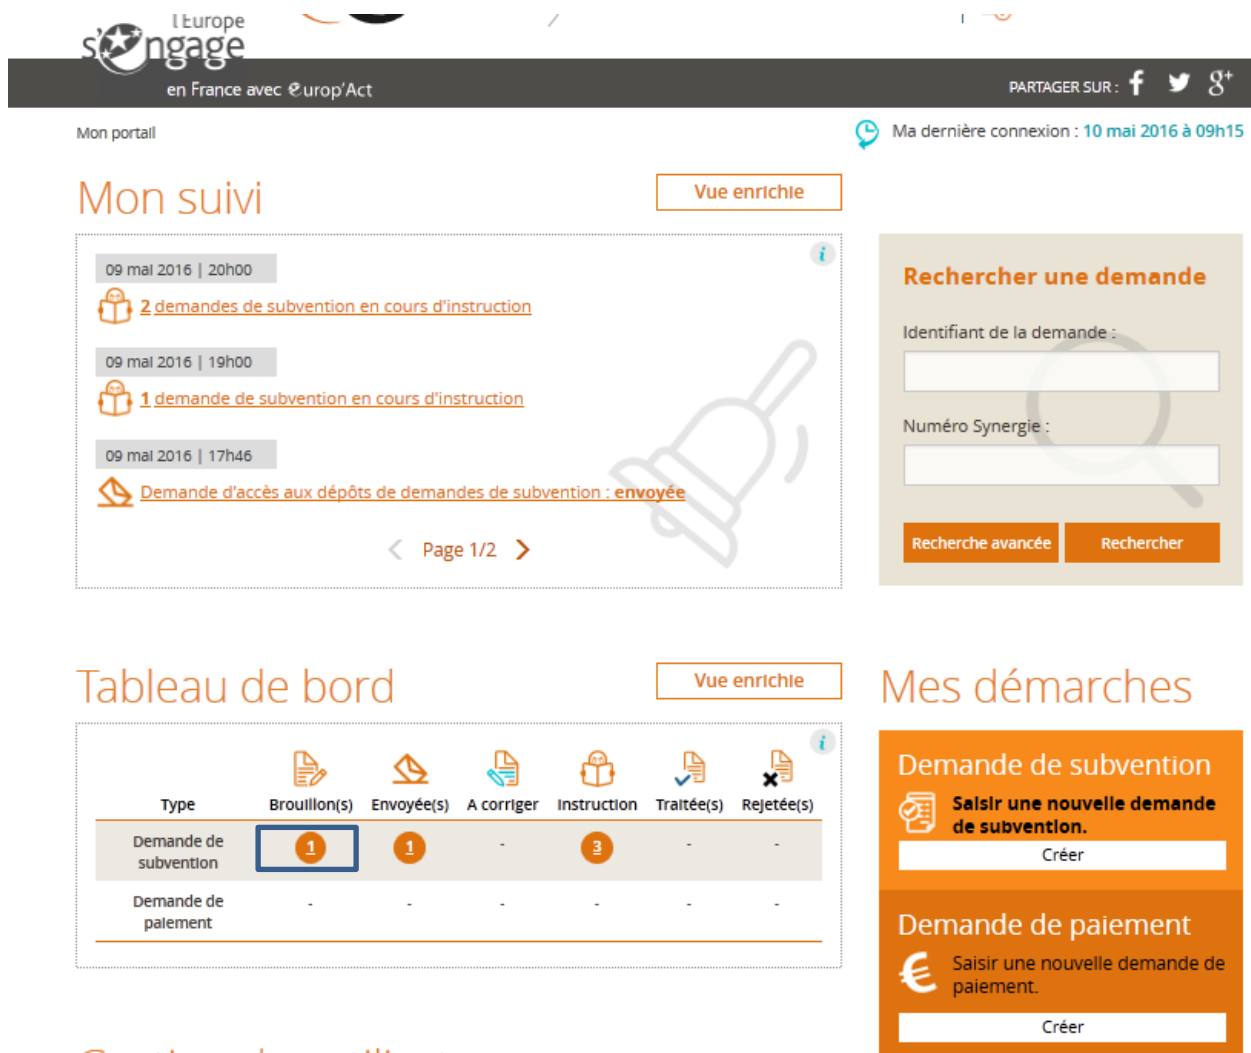 l'Europe
s'engage
en France avec europ'Act
PARTAGER SUR :
Mon portail
Ma dernière connexion : 10 mai 2016 à 09h15
Mon suivi
Vue enrichie
09 mai 2016 | 20h00
2 demandes de subvention en cours d'instruction
09 mai 2016 | 19h00
1 demande de subvention en cours d'instruction
09 mai 2016 | 17h46
Demande d'accès aux dépôts de demandes de subvention : envoyée
Page 1/2
Rechercher une demande
Identifiant de la demande :
Numéro Synergie :
Recherche avancée Rechercher
Tableau de bord
Vue enrichie
Type Brouillon(s) Envoyée(s) A corriger Instruction Traitée(s) Rejetée(s)
Demande de
subvention
1 1 - 3 - -
Demande de
paiement
- - - - - -
Mes démarches
Demande de subvention
Saisir une nouvelle demande
de subvention.
Créer
Demande de paiement
Saisir une nouvelle demande de
paiement.
Créer